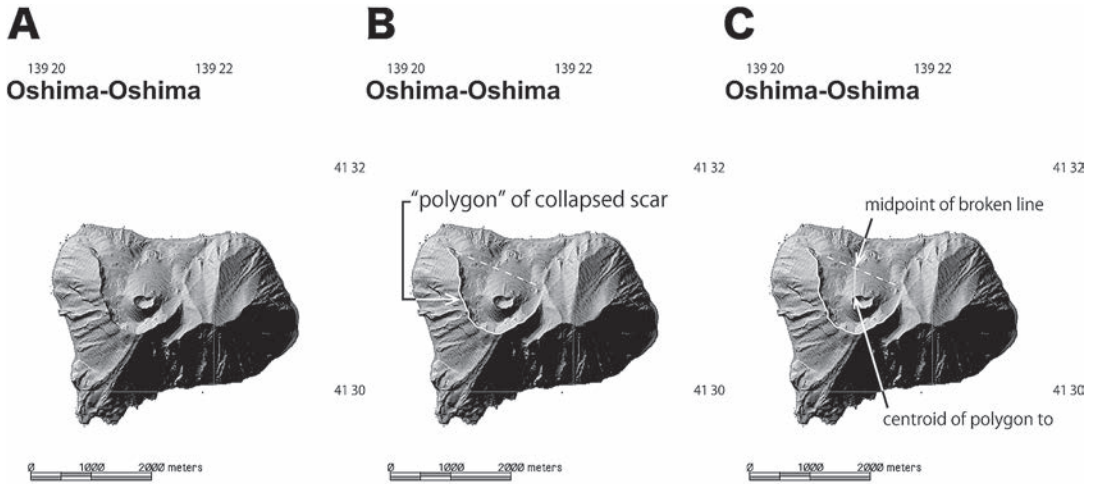 A
139 20 139 22
Oshima-Oshima
41 32
41 30
0 1000 2000 meters
B
139 20 139 22
Oshima-Oshima
41 32
"polygon" of collapsed scar
41 30
0 1000 2000 meters
C
139 20 139 22
Oshima-Oshima
41 32
midpoint of broken line
41 30
centroid of polygon to
0 1000 2000 meters